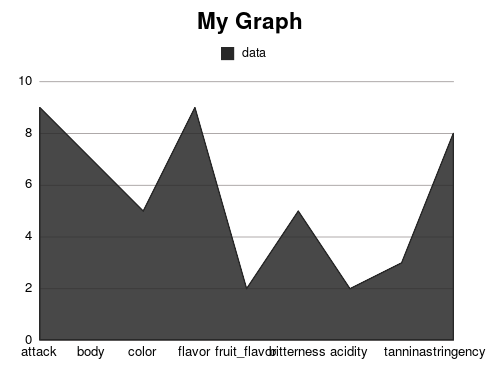 My Graph
data
10
8
6
4
2
0
attack body color flavor fruit_flavor bitterness acidity tannin astringency